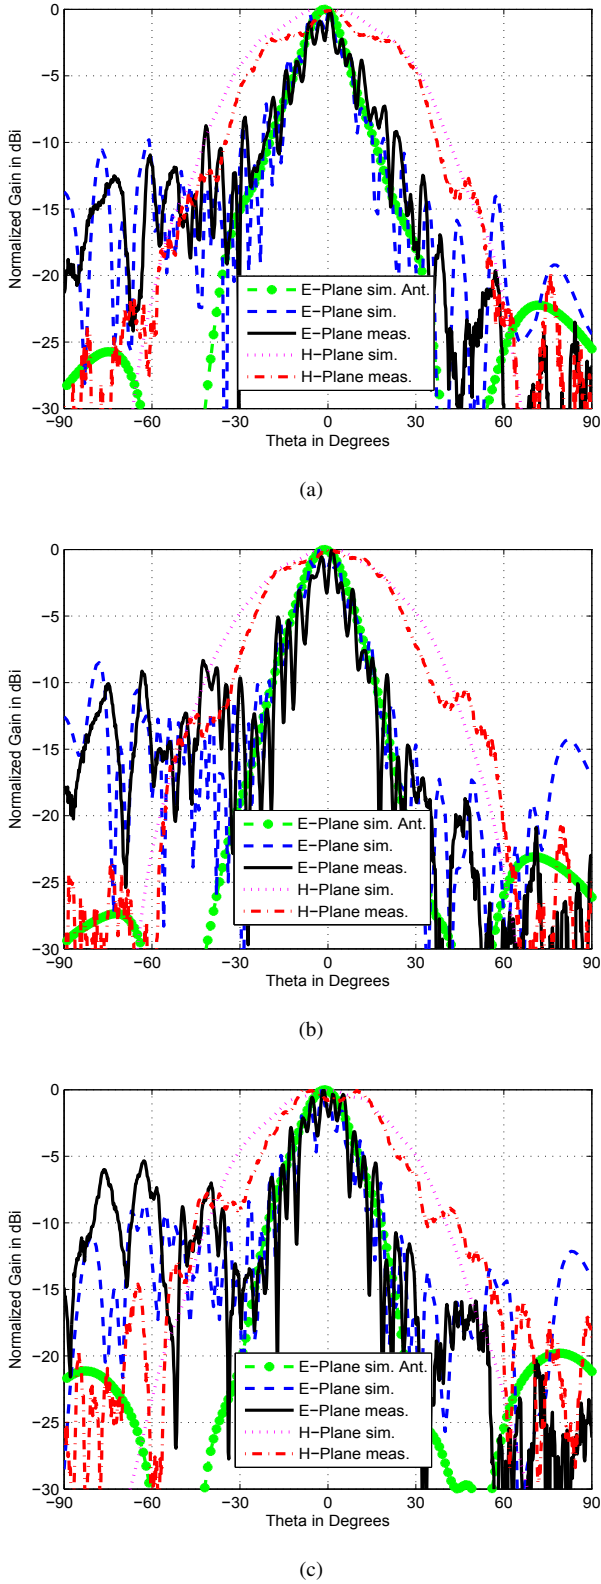 0
−5
−10
−15
−20
−25
−30
Normalized Gain in dBi
E−Plane sim. Ant.
E−Plane sim.
E−Plane meas.
H−Plane sim.
H−Plane meas.
−90 −60 −30 0 30 60 90
Theta in Degrees
(a)
0
−5
−10
−15
−20
−25
−30
Normalized Gain in dBi
E−Plane sim. Ant.
E−Plane sim.
E−Plane meas.
H−Plane sim.
H−Plane meas.
−90 −60 −30 0 30 60 90
Theta in Degrees
(b)
0
−5
−10
−15
−20
−25
−30
Normalized Gain in dBi
E−Plane sim. Ant.
E−Plane sim.
E−Plane meas.
H−Plane sim.
H−Plane meas.
−90 −60 −30 0 30 60 90
Theta in Degrees
(c)